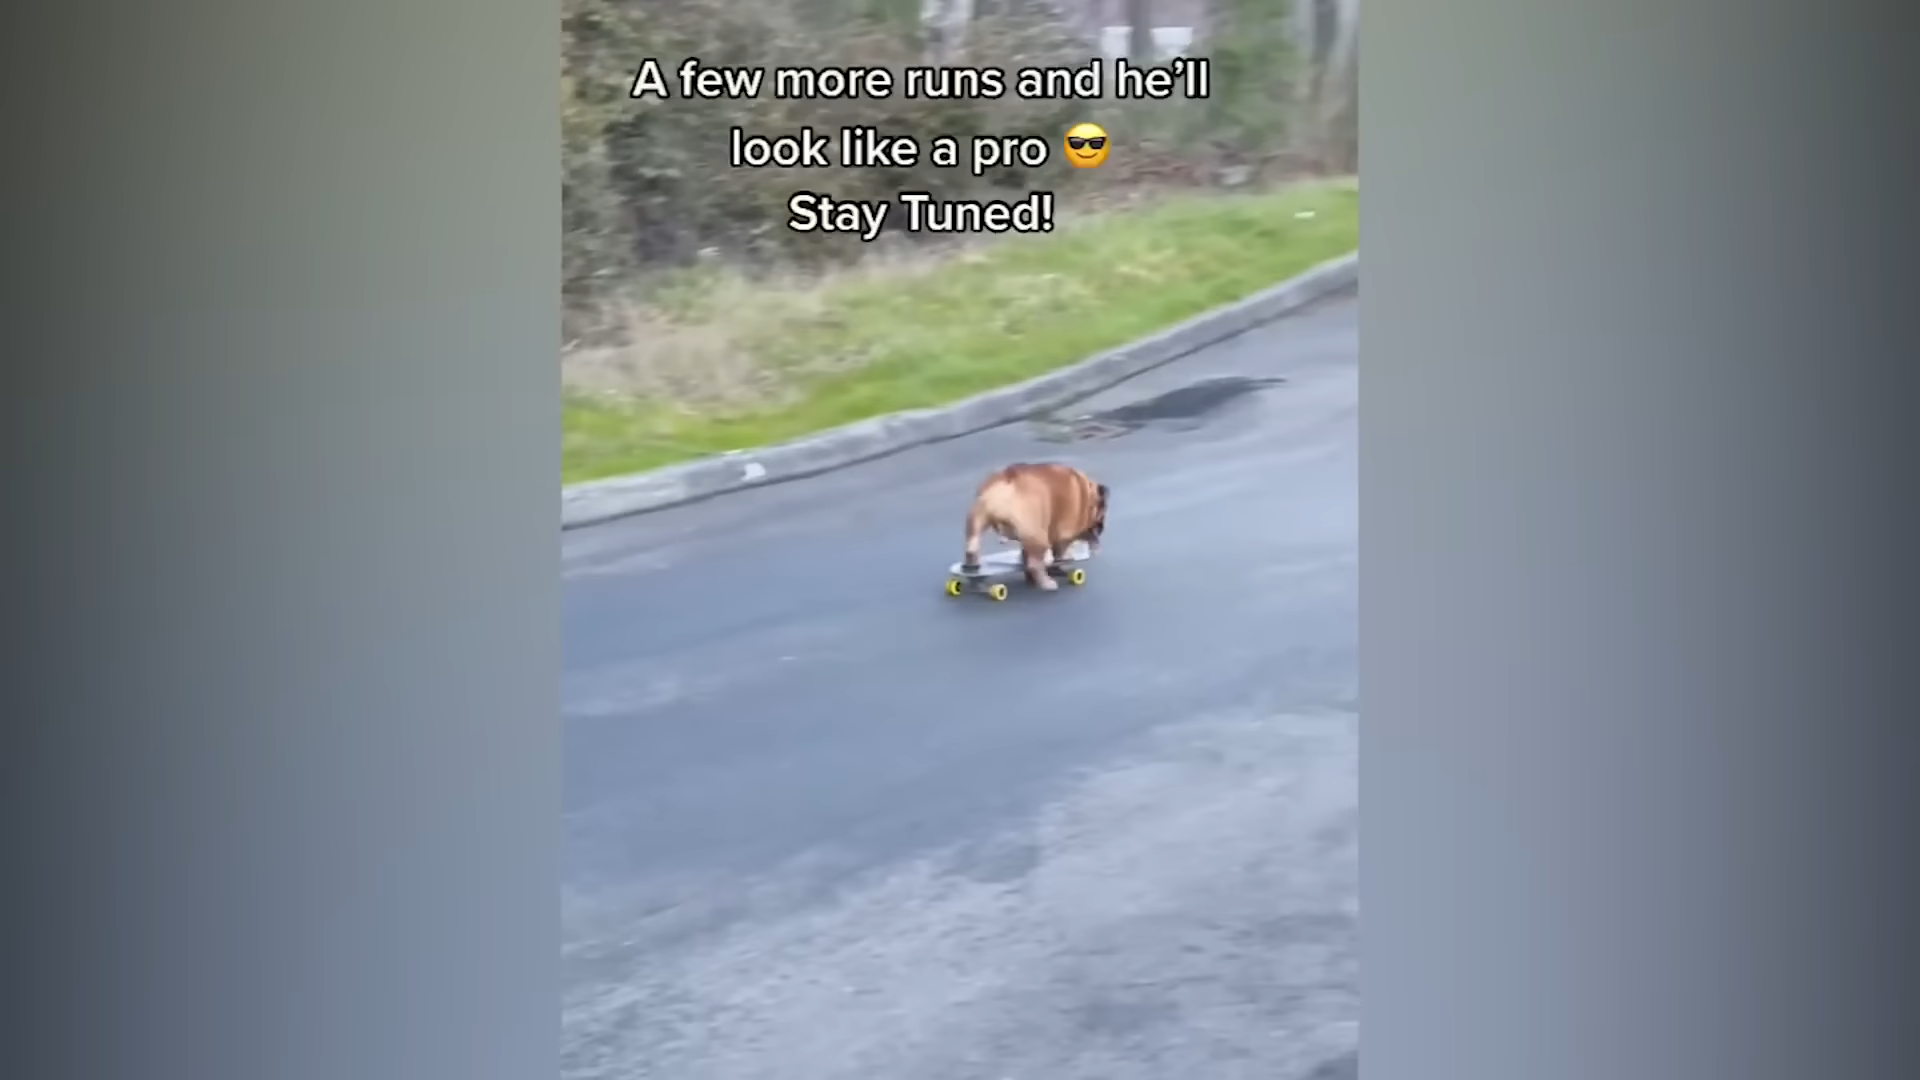 A few more runs and he’ll
look like a pro 😎
Stay Tuned!